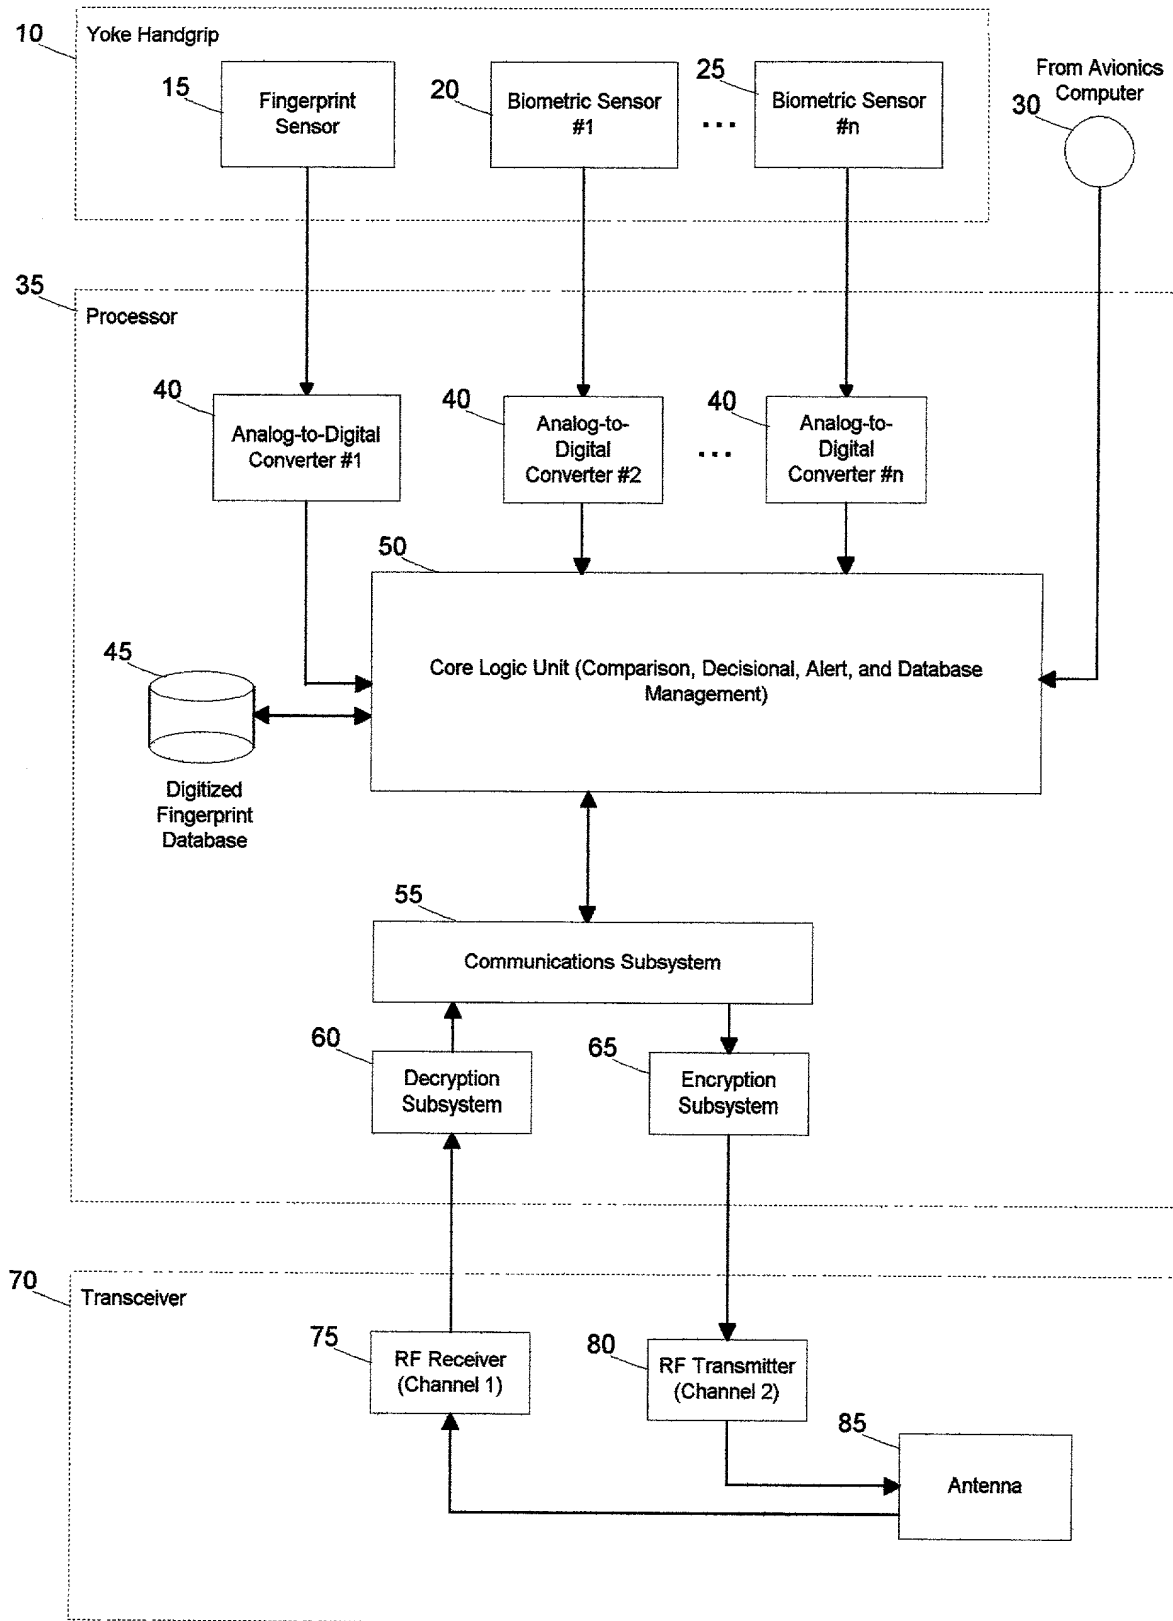 10
Yoke Handgrip
15
Fingerprint
Sensor
20
Biometric Sensor
#1
...
25
Biometric Sensor
#n
From Avionics
Computer
30
35
Processor
40
Analog-to-Digital
Converter #1
40
Analog-to-
Digital
Converter #2
...
40
Analog-to-
Digital
Converter #n
50
Core Logic Unit (Comparison, Decisional, Alert, and Database
Management)
45
Digitized
Fingerprint
Database
55
Communications Subsystem
60
Decryption
Subsystem
65
Encryption
Subsystem
70
Transceiver
75
RF Receiver
(Channel 1)
80
RF Transmitter
(Channel 2)
85
Antenna